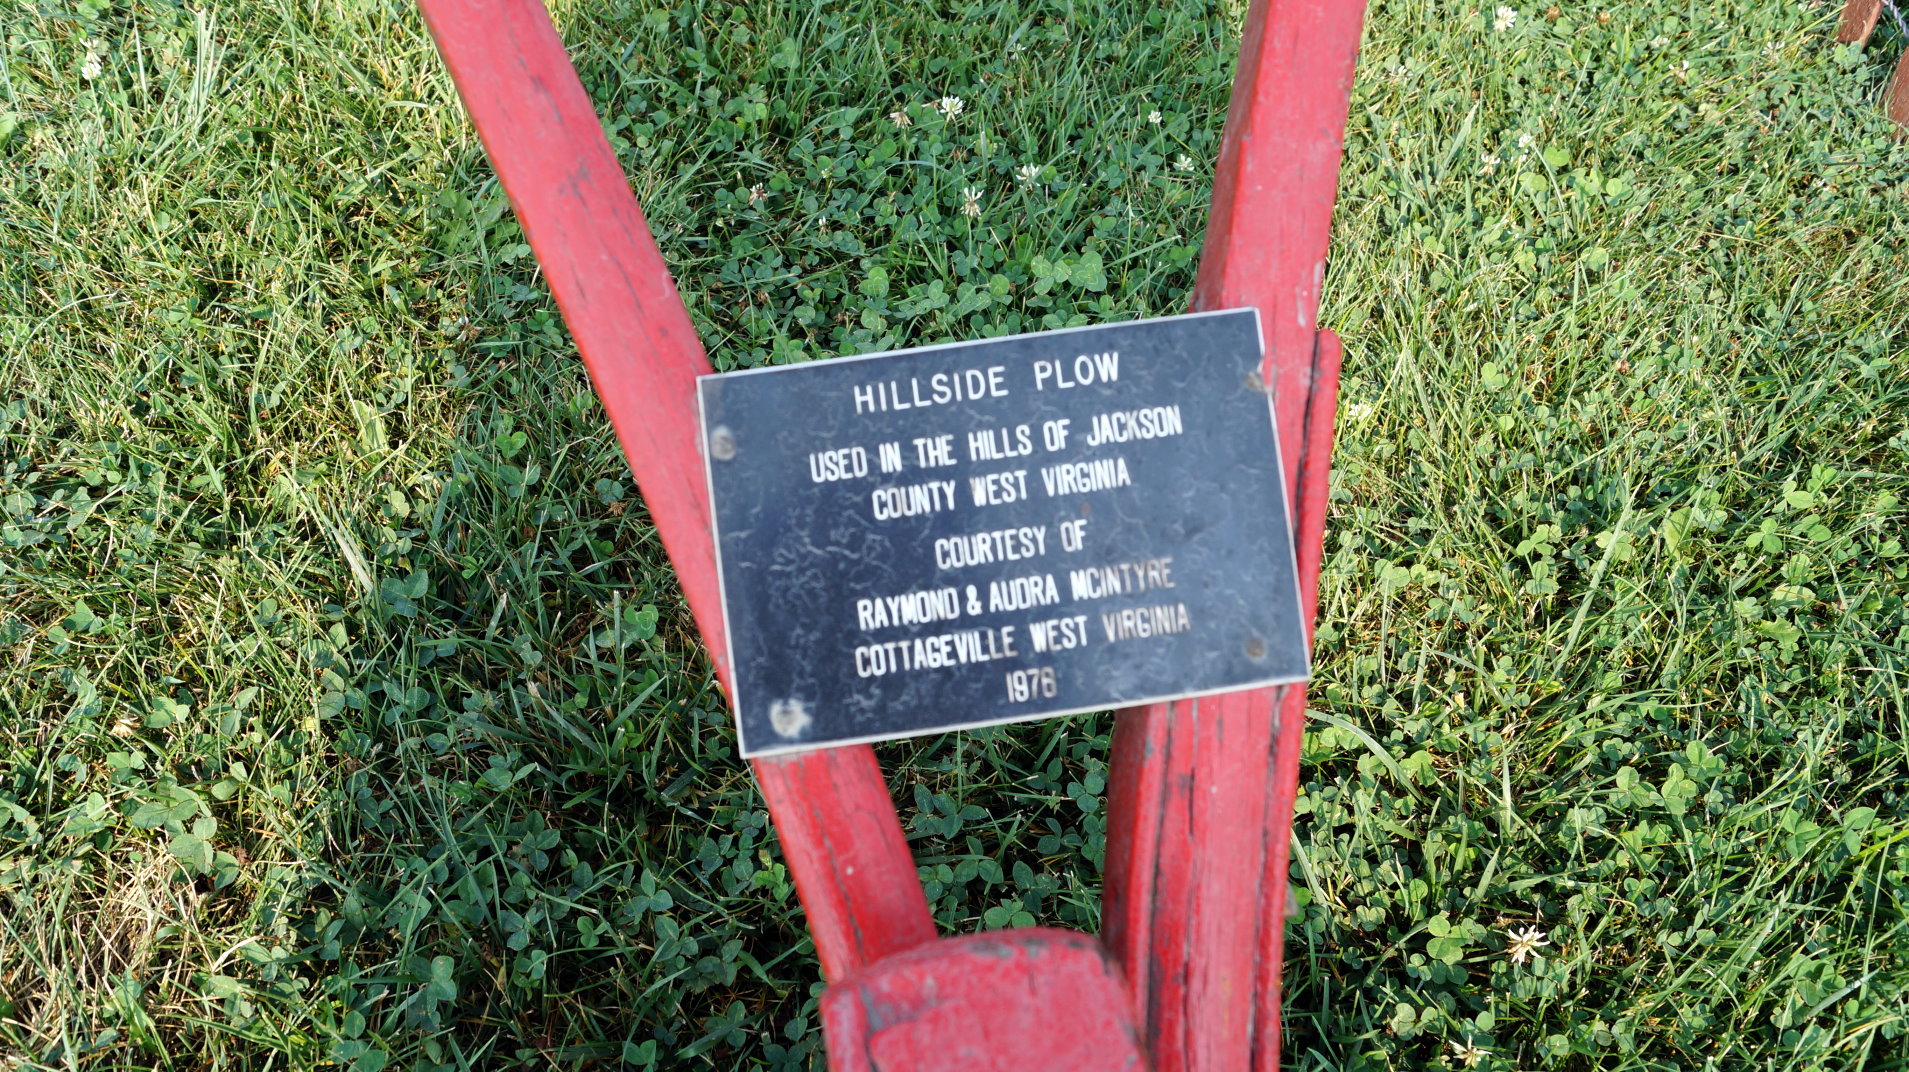 HILLSIDE PLOW
USED IN THE HILLS OF JACKSON
COUNTY WEST VIRGINIA
COURTESY OF
RAYMOND & AUDRA MCINTYRE
COTTAGEVILLE WEST VIRGINIA
1976